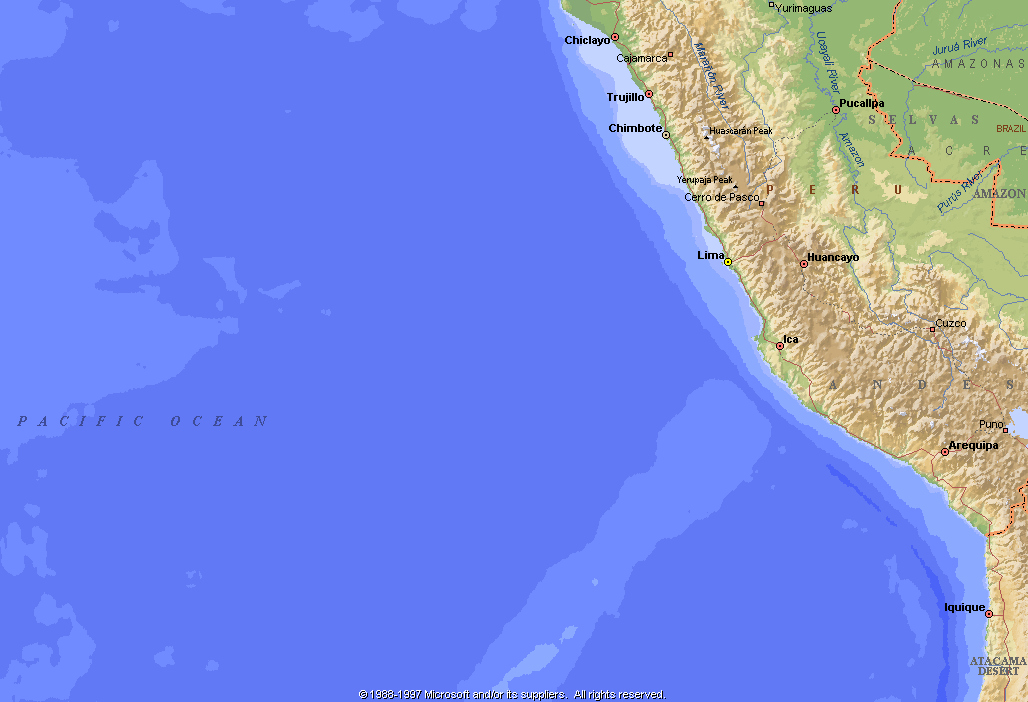 Yurimaguas
Chiclayo
Juruá River
Marañón River
Ucayali River
Cajamarca
AMAZONAS
Trujillo
Pucallpa
SELVAS
Chimbote
Huascarán Peak
BRAZIL
Amazon
ACRE
Yerupaja Peak
PERU
Purús River
AMAZON
Cerro de Pasco
Lima
Huancayo
Cuzco
Ica
ANDES
PACIFIC OCEAN
Puno
Arequipa
Iquique
ATACAMA
DESERT
© 1988-1997 Microsoft and/or its suppliers. All rights reserved.